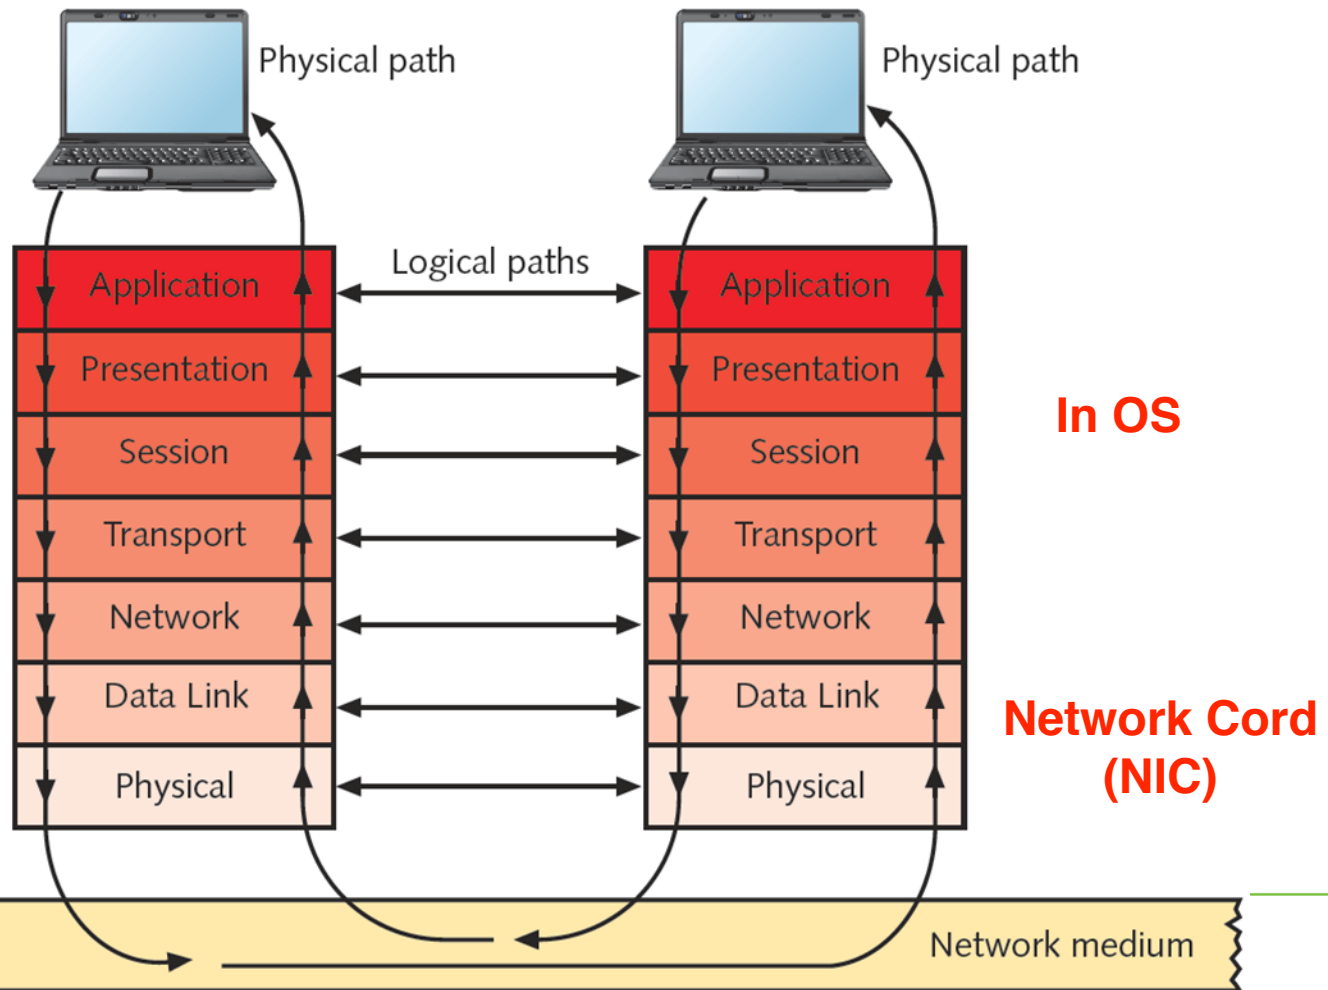 Physical path
Physical path
Logical paths
Application
Application
Presentation
Presentation
In OS
Session
Session
Transport
Transport
Network
Network
Data Link
Data Link
Network Cord
(NIC)
Physical
Physical
Network medium